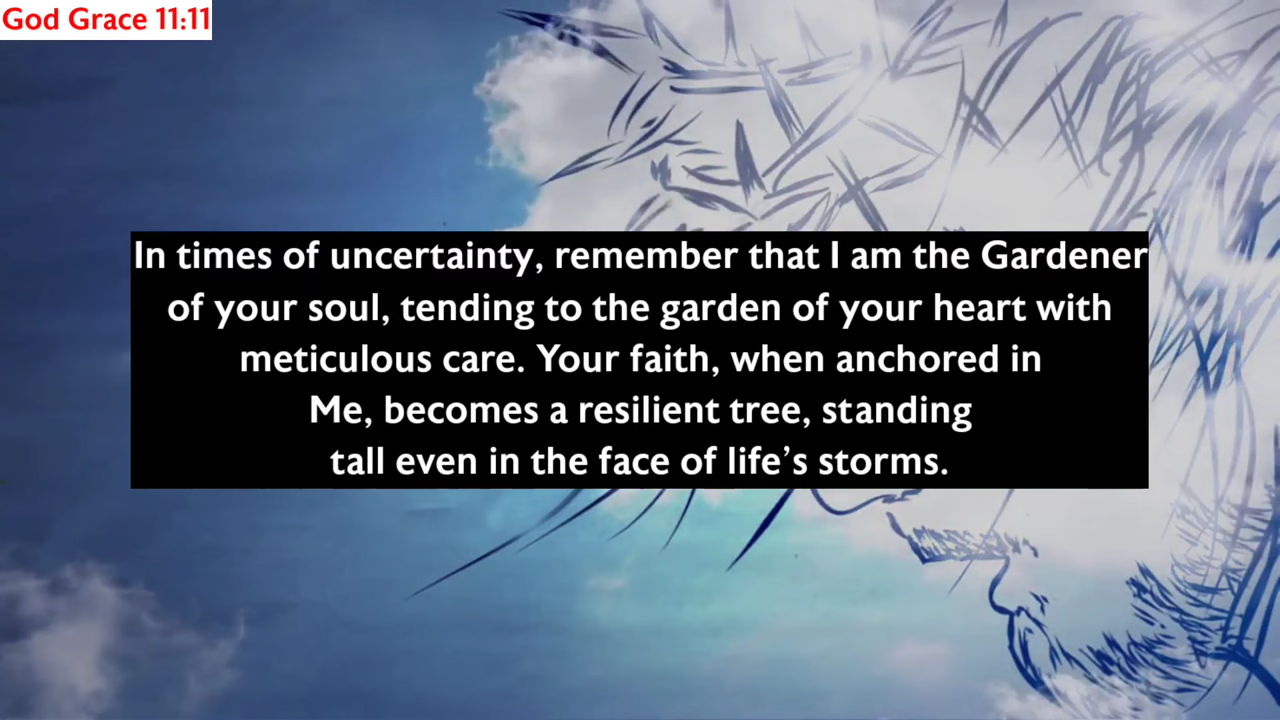 God Grace 11:11
In times of uncertainty, remember that I am the Gardener
of your soul, tending to the garden of your heart with
meticulous care. Your faith, when anchored in
Me, becomes a resilient tree, standing
tall even in the face of life’s storms.